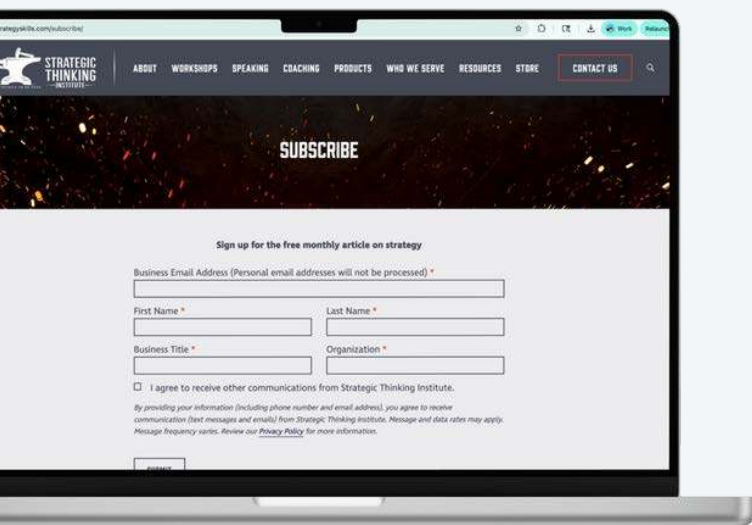 rategyskills.com/subscribe/
Work
Relaunch
STRATEGIC
THINKING
INSTITUTE
ABOUT WORKSHOPS SPEAKING COACHING PRODUCTS WHO WE SERVE RESOURCES STORE CONTACT US
SUBSCRIBE
Sign up for the free monthly article on strategy
Business Email Address (Personal email addresses will not be processed) *
First Name * Last Name *
Business Title * Organization *
I agree to receive other communications from Strategic Thinking Institute.
By providing your information (including phone number and email address), you agree to receive
communication (text messages and emails) from Strategic Thinking Institute. Message and data rates may apply.
Message frequency varies. Review our Privacy Policy for more information.
SUBMIT